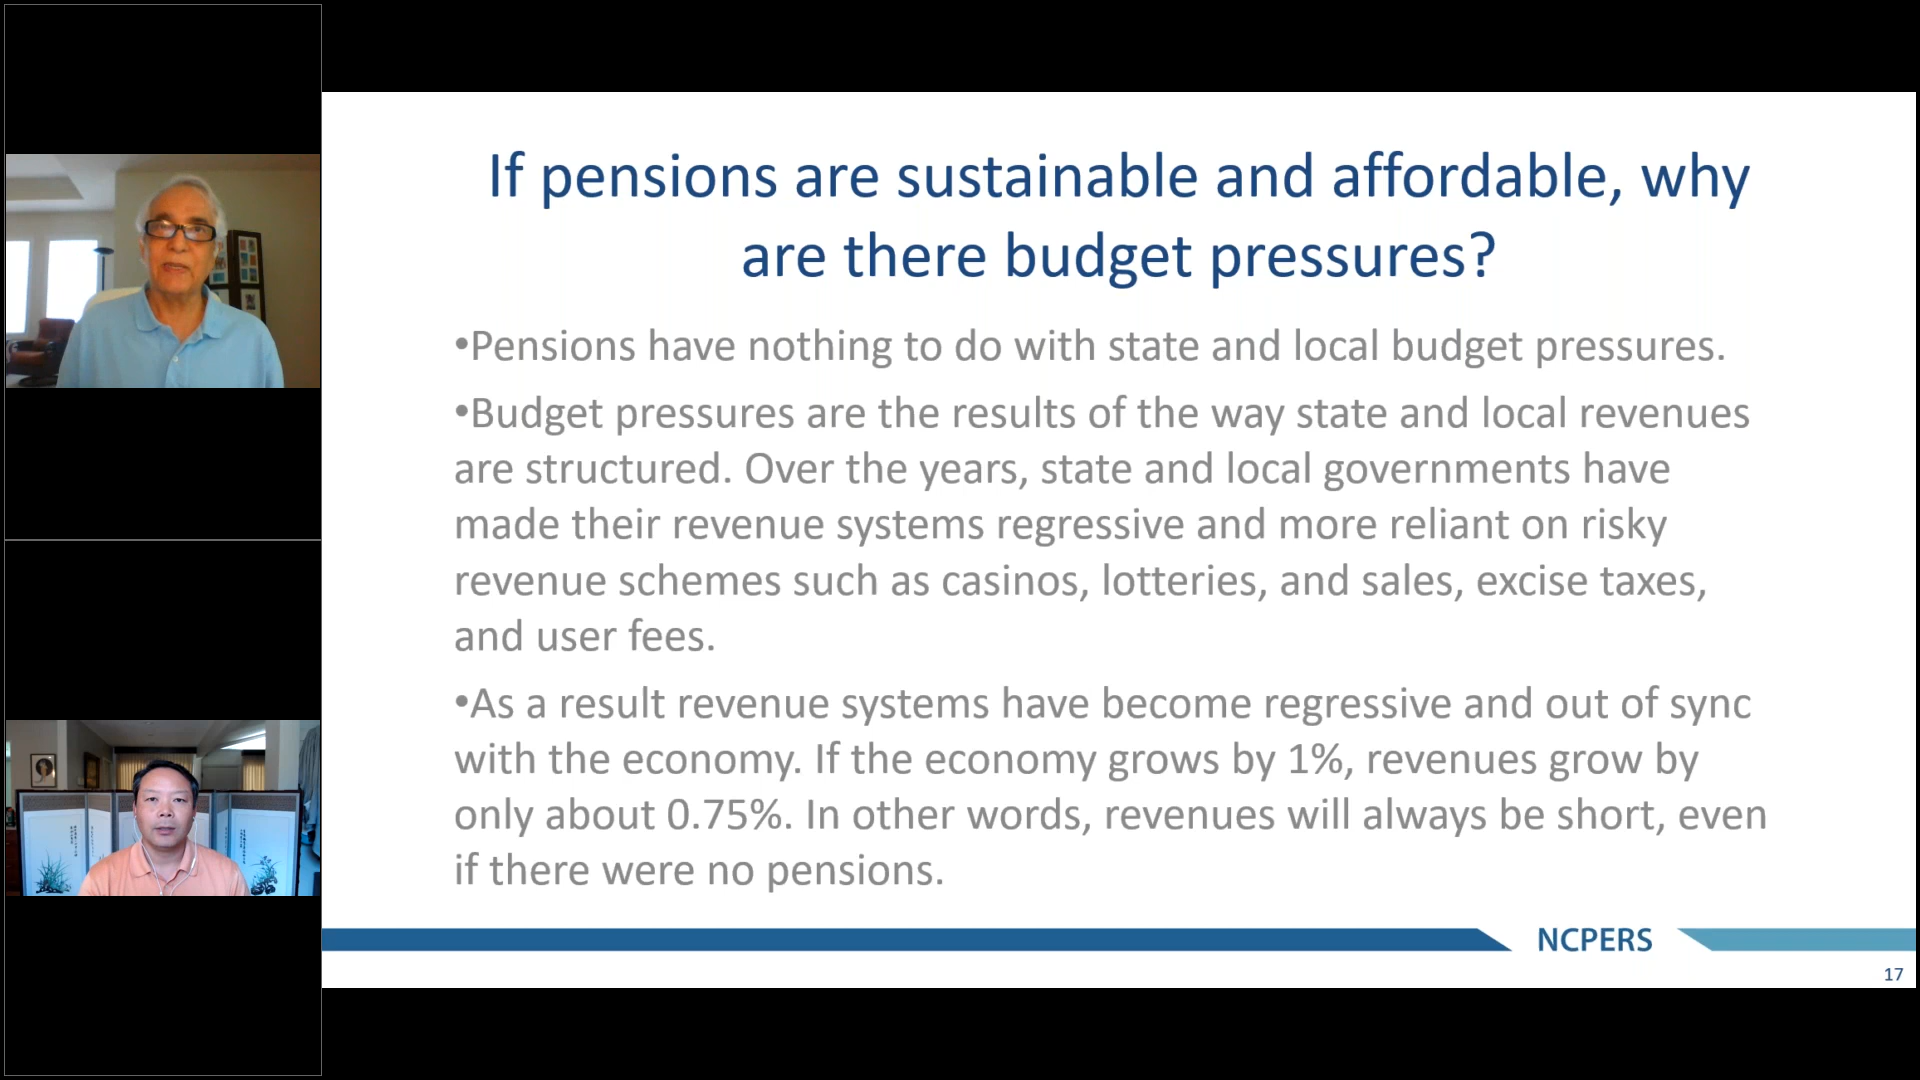 If pensions are sustainable and affordable, why
are there budget pressures?
•Pensions have nothing to do with state and local budget pressures.
•Budget pressures are the results of the way state and local revenues
are structured. Over the years, state and local governments have
made their revenue systems regressive and more reliant on risky
revenue schemes such as casinos, lotteries, and sales, excise taxes,
and user fees.
•As a result revenue systems have become regressive and out of sync
with the economy. If the economy grows by 1%, revenues grow by
only about 0.75%. In other words, revenues will always be short, even
if there were no pensions.
NCPERS
17